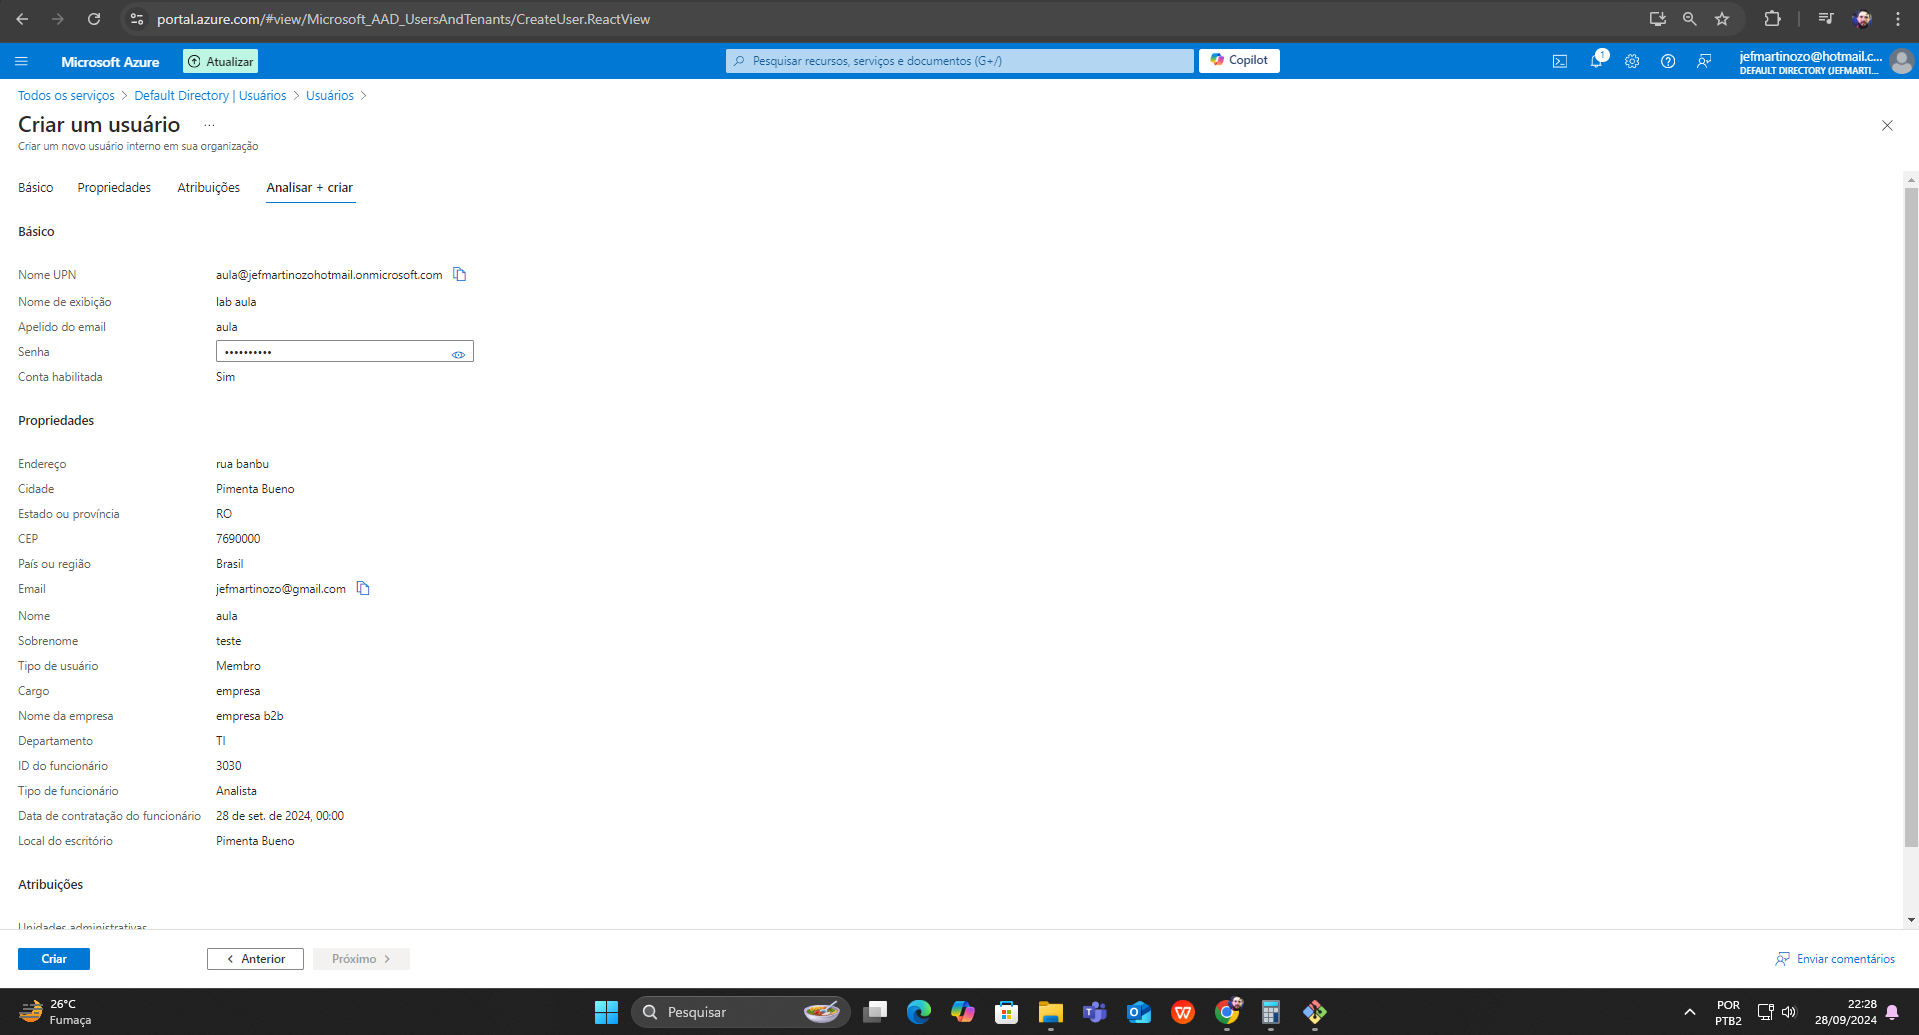 portal.azure.com/#view/Microsoft_AAD_UsersAndTenants/CreateUser.ReactView
Microsoft Azure
Atualizar
Pesquisar recursos, serviços e documentos (G+/)
Copilot
1
jefmartinozo@hotmail.c...
DEFAULT DIRECTORY (JEFMARTI...
Todos os serviços > Default Directory | Usuários > Usuários >
Criar um usuário ...
Criar um novo usuário interno em sua organização
Básico Propriedades Atribuições Analisar + criar
Básico
Nome UPN aula@jefmartinozohotmail.onmicrosoft.com
Nome de exibição lab aula
Apelido do email aula
Senha ••••••••••
Conta habilitada Sim
Propriedades
Endereço rua banbu
Cidade Pimenta Bueno
Estado ou província RO
CEP 7690000
País ou região Brasil
Email jefmartinozo@gmail.com
Nome aula
Sobrenome teste
Tipo de usuário Membro
Cargo empresa
Nome da empresa empresa b2b
Departamento TI
ID do funcionário 3030
Tipo de funcionário Analista
Data de contratação do funcionário 28 de set. de 2024, 00:00
Local do escritório Pimenta Bueno
Atribuições
Unidades administrativas
Criar < Anterior Próximo > Enviar comentários
26°C
Fumaça
Pesquisar
POR
PTB2
22:28
28/09/2024